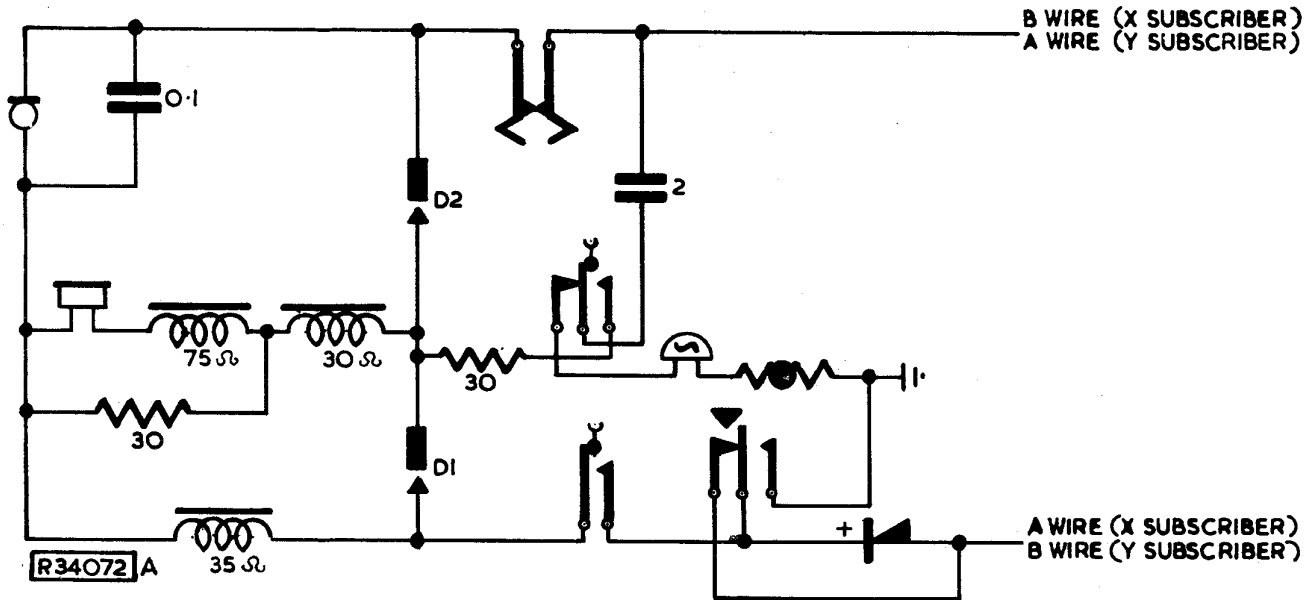 B WIRE (X SUBSCRIBER)
A WIRE (Y SUBSCRIBER)
0·1
D2
2
75 Ω
30 Ω
30
30
D1
+
A WIRE (X SUBSCRIBER)
B WIRE (Y SUBSCRIBER)
R34072 A
35 Ω